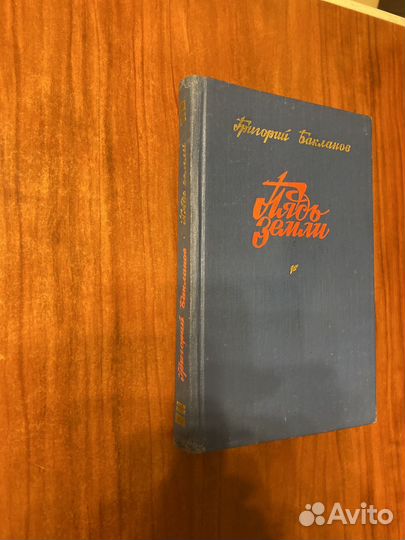 Григорий Бакланов
Пядь
земли
Григорий Бакланов · Пядь земли
Avito